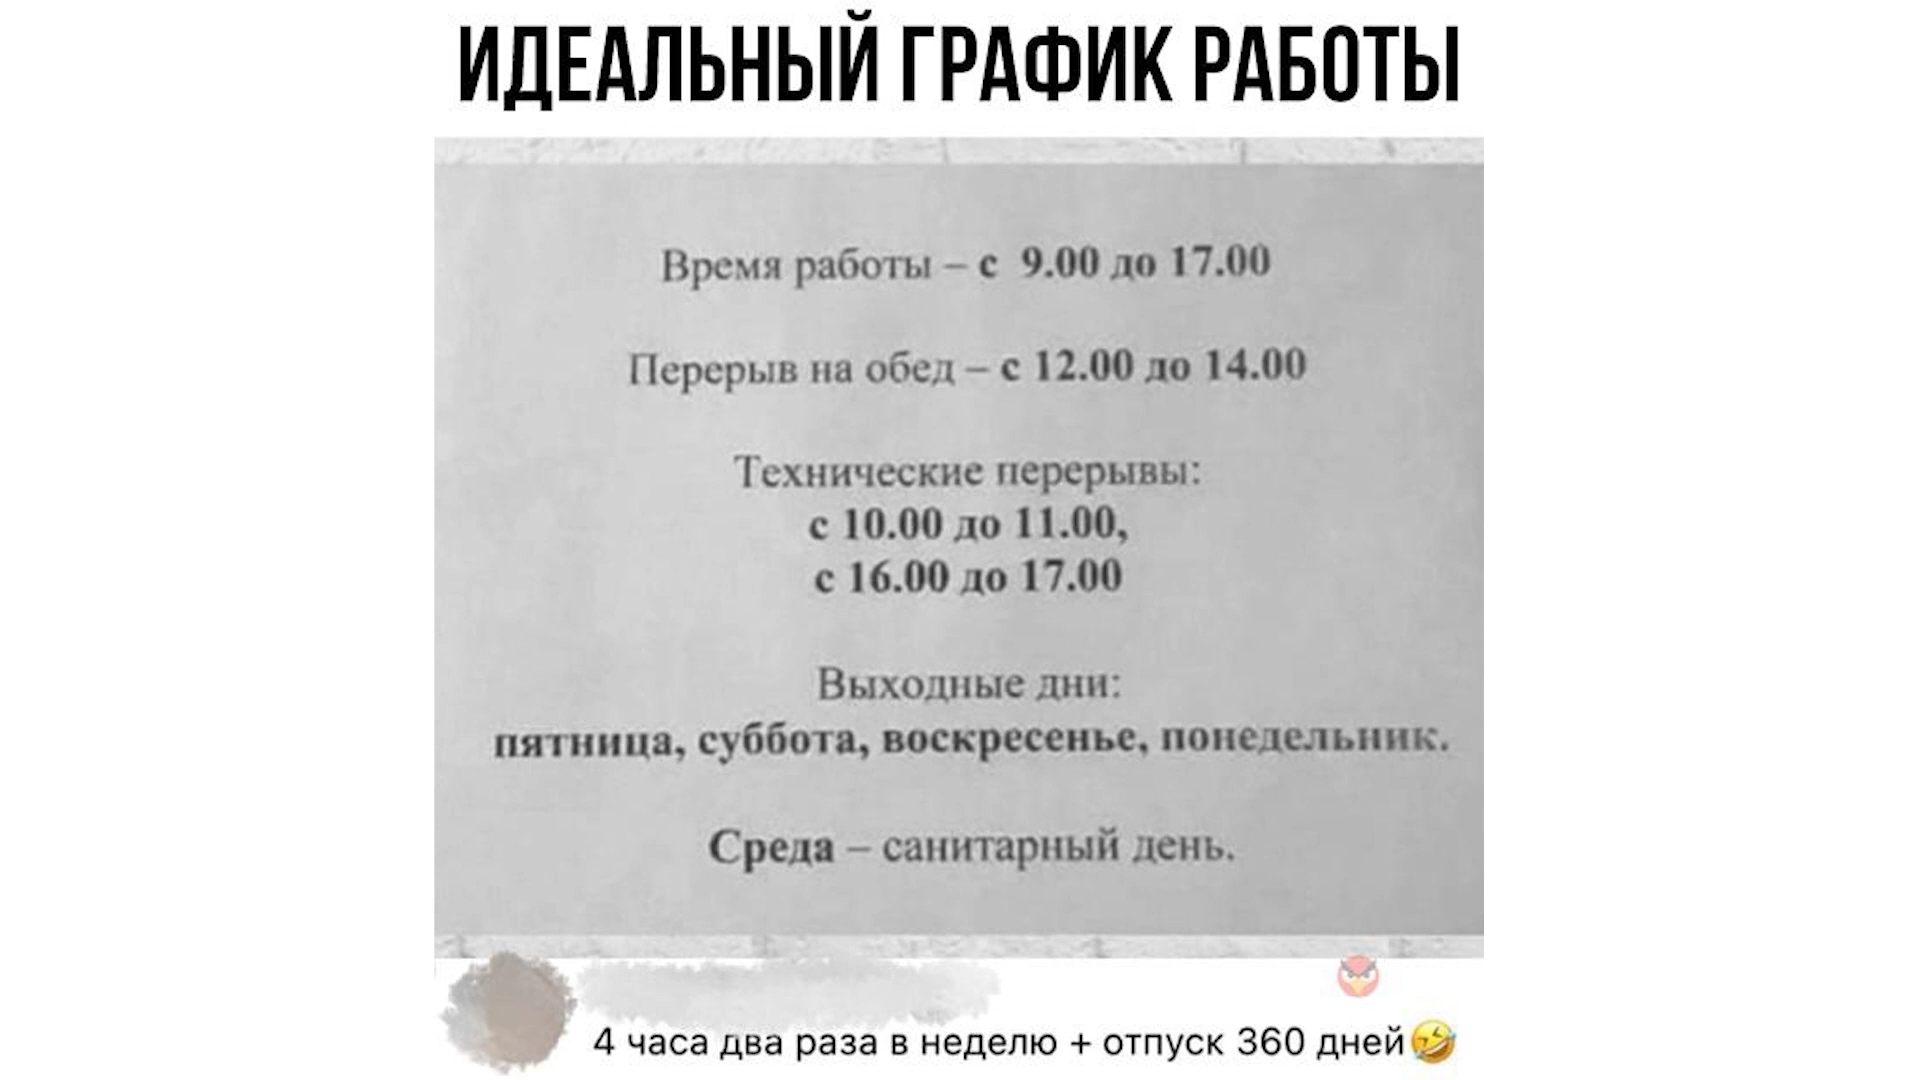 ИДЕАЛЬНЫЙ ГРАФИК РАБОТЫ
Время работы – с 9.00 до 17.00
Перерыв на обед – с 12.00 до 14.00
Технические перерывы:
с 10.00 до 11.00,
с 16.00 до 17.00
Выходные дни:
пятница, суббота, воскресенье, понедельник.
Среда – санитарный день.
4 часа два раза в неделю + отпуск 360 дней🤣